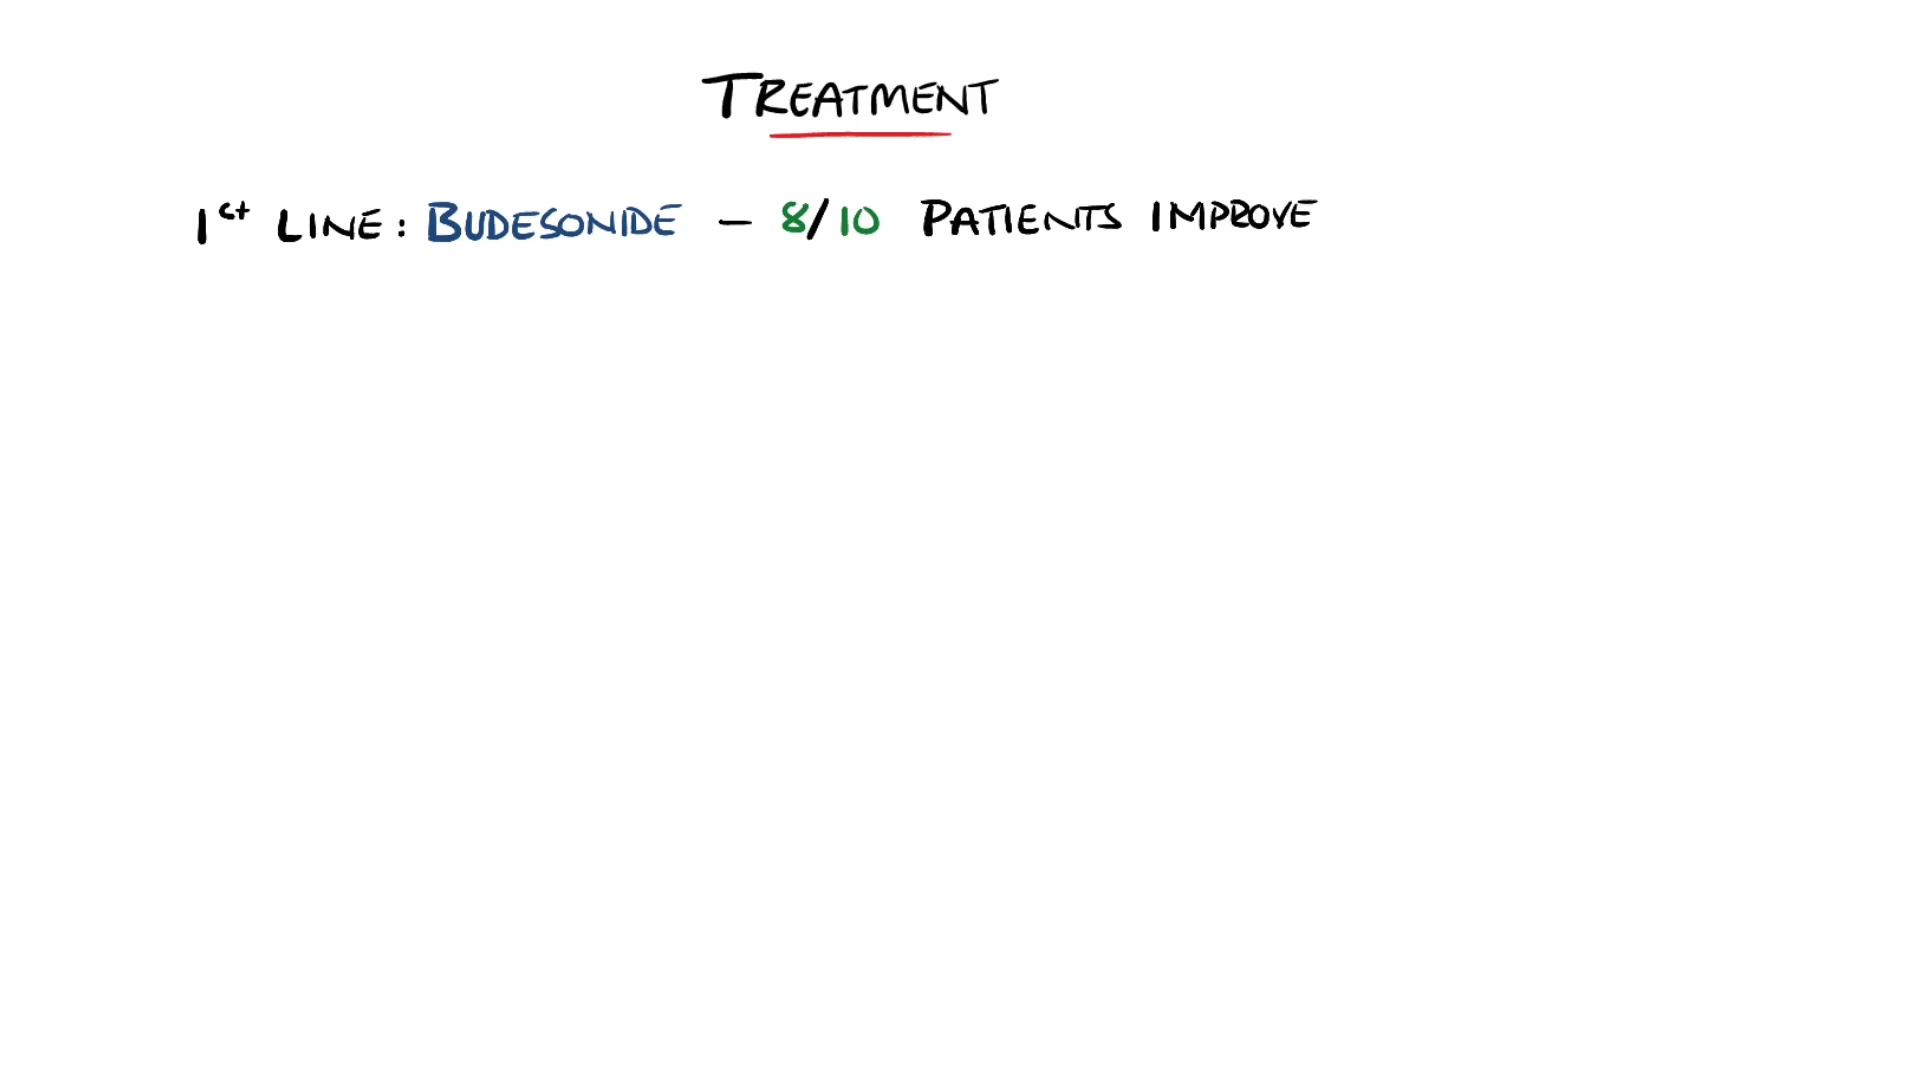 TREATMENT
1st LINE: BUDESONIDE – 8/10 PATIENTS IMPROVE